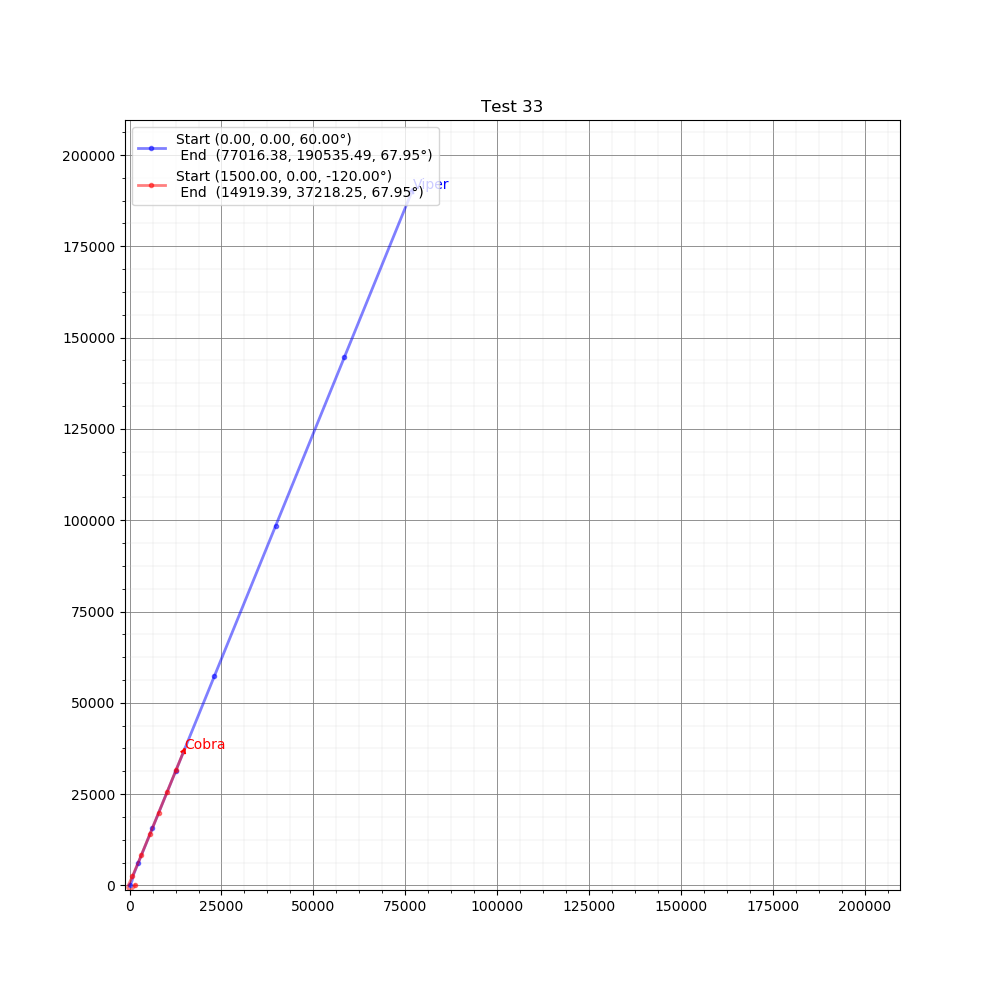 Test 33
Start (0.00, 0.00, 60.00°)
End (77016.38, 190535.49, 67.95°)
Start (1500.00, 0.00, -120.00°)
End (14919.39, 37218.25, 67.95°)
Viper
Cobra
200000
175000
150000
125000
100000
75000
50000
25000
0
0 25000 50000 75000 100000 125000 150000 175000 200000